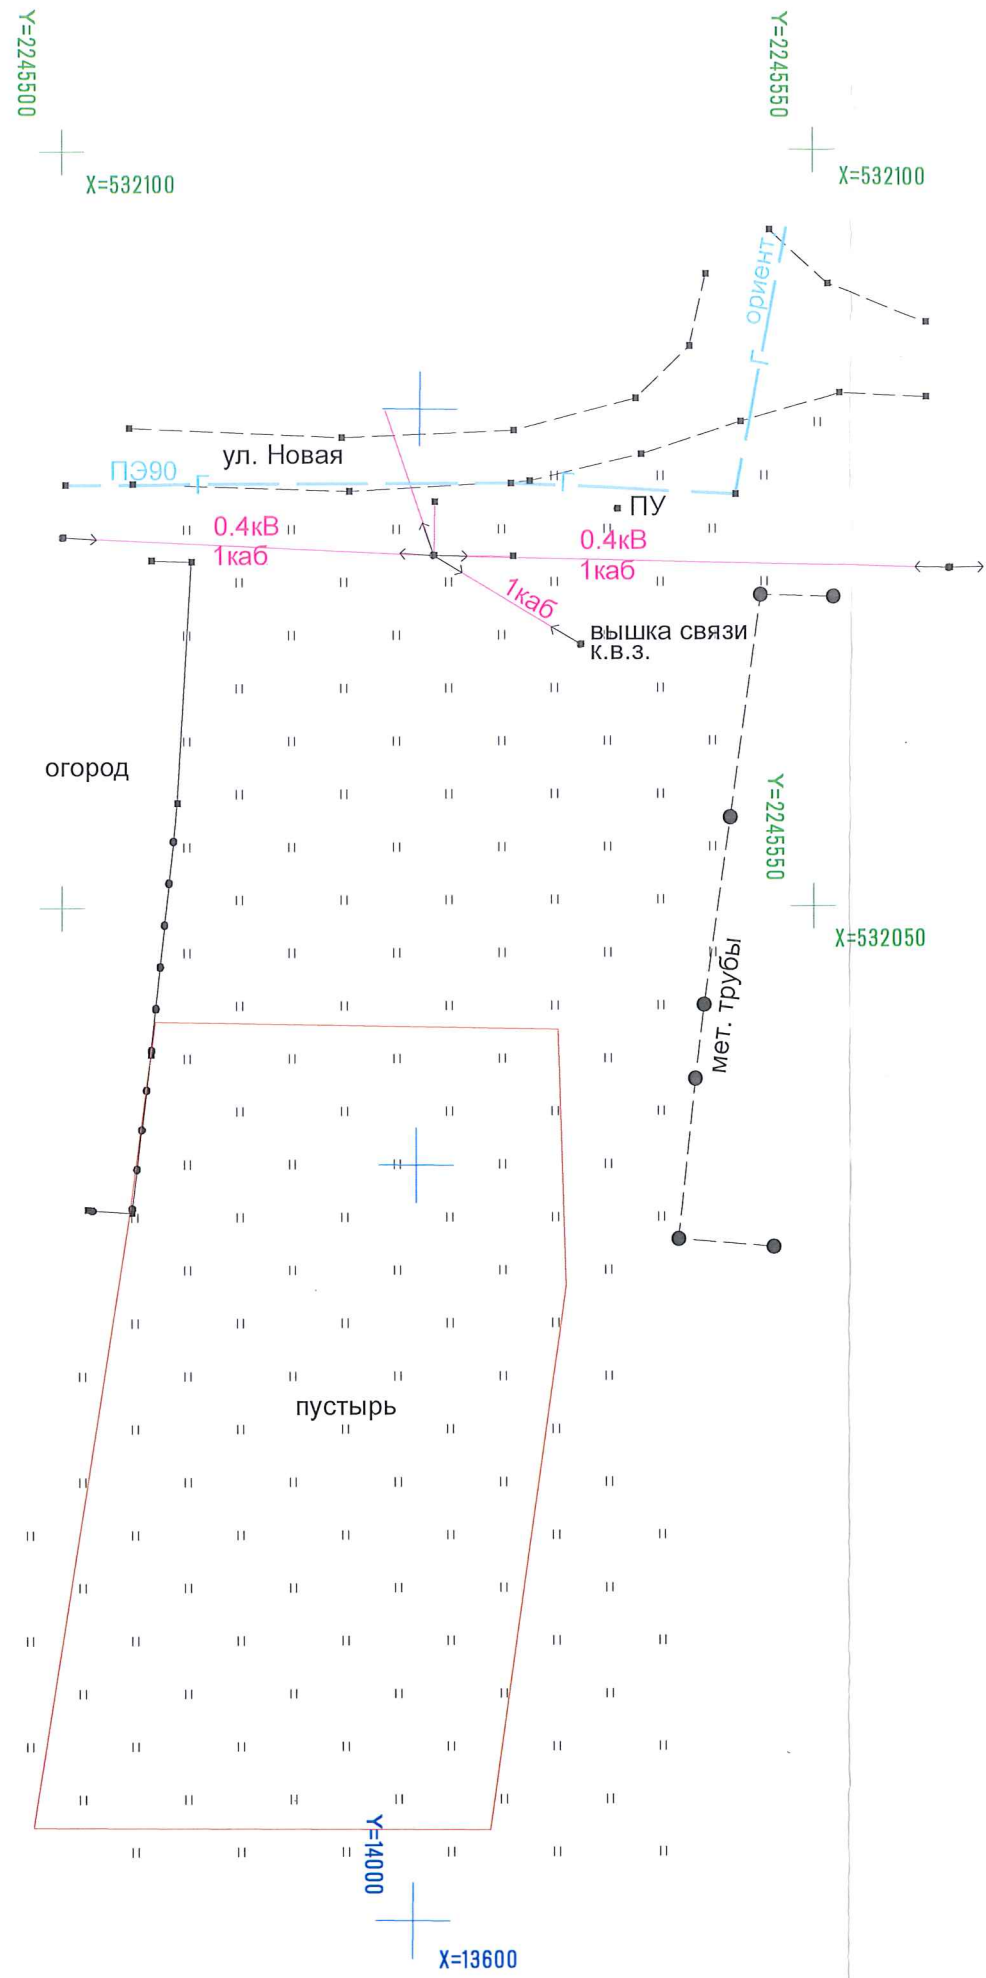 Y=2245500
Y=2245550
X=532100
X=532100
ориент
ул. Новая
ПЭ90
Г
Г
Г
ПУ
0.4кВ
1каб
0.4кВ
1каб
1каб
вышка связи
к.в.з.
огород
Y=2245550
X=532050
мет. трубы
пустырь
Y=14000
X=13600